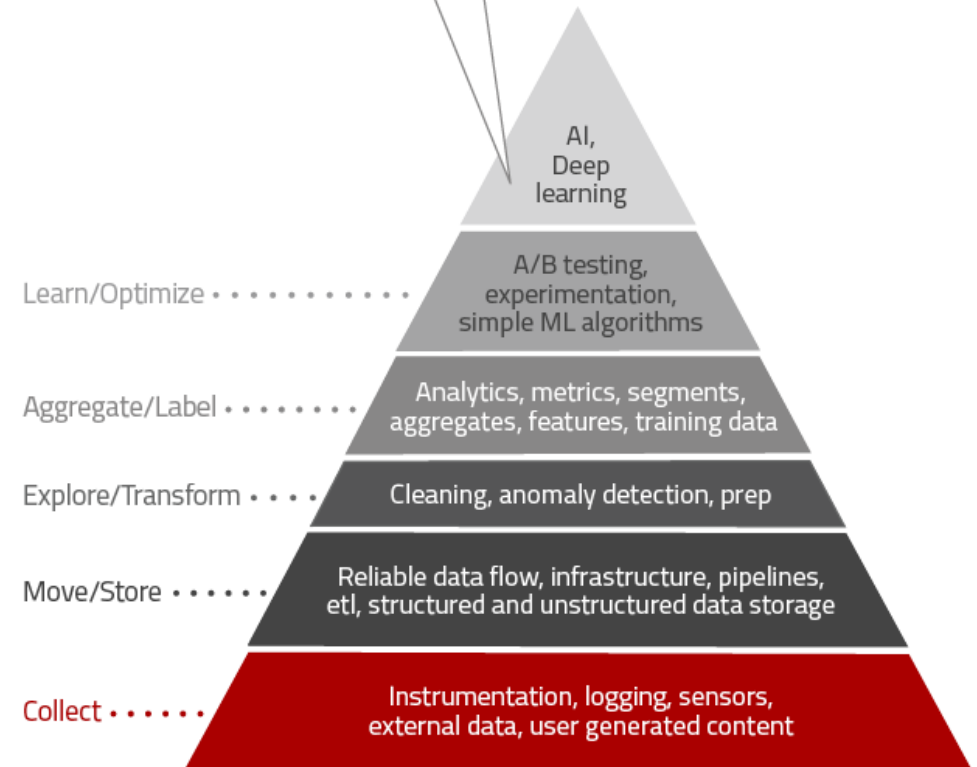 AI,
Deep
learning
Learn/Optimize
A/B testing,
experimentation,
simple ML algorithms
Aggregate/Label
Analytics, metrics, segments,
aggregates, features, training data
Explore/Transform
Cleaning, anomaly detection, prep
Move/Store
Reliable data flow, infrastructure, pipelines,
etl, structured and unstructured data storage
Collect
Instrumentation, logging, sensors,
external data, user generated content